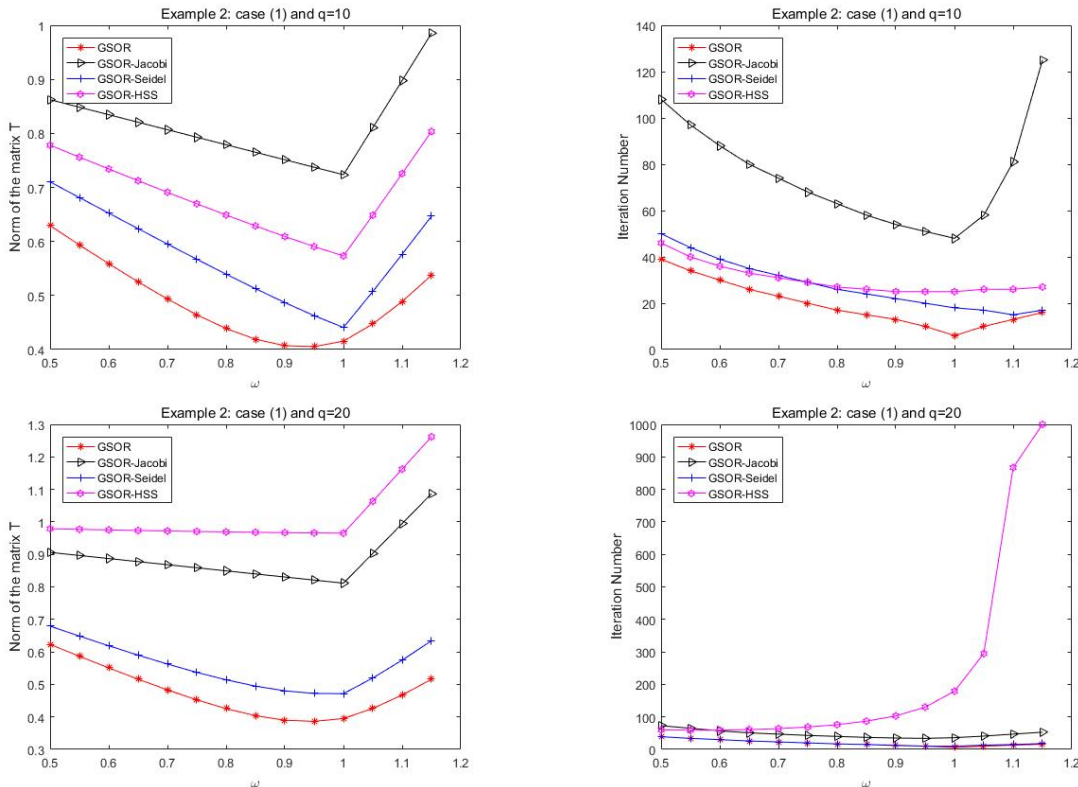 Example 2: case (1) and q=10
GSOR
GSOR-Jacobi
GSOR-Seidel
GSOR-HSS
Norm of the matrix T
1
0.9
0.8
0.7
0.6
0.5
0.4
0.5 0.6 0.7 0.8 0.9 1 1.1 1.2
ω
Example 2: case (1) and q=10
GSOR
GSOR-Jacobi
GSOR-Seidel
GSOR-HSS
Iteration Number
140
120
100
80
60
40
20
0
0.5 0.6 0.7 0.8 0.9 1 1.1 1.2
ω
Example 2: case (1) and q=20
GSOR
GSOR-Jacobi
GSOR-Seidel
GSOR-HSS
Norm of the matrix T
1.3
1.2
1.1
1
0.9
0.8
0.7
0.6
0.5
0.4
0.3
0.5 0.6 0.7 0.8 0.9 1 1.1 1.2
ω
Example 2: case (1) and q=20
GSOR
GSOR-Jacobi
GSOR-Seidel
GSOR-HSS
Iteration Number
1000
900
800
700
600
500
400
300
200
100
0
0.5 0.6 0.7 0.8 0.9 1 1.1 1.2
ω